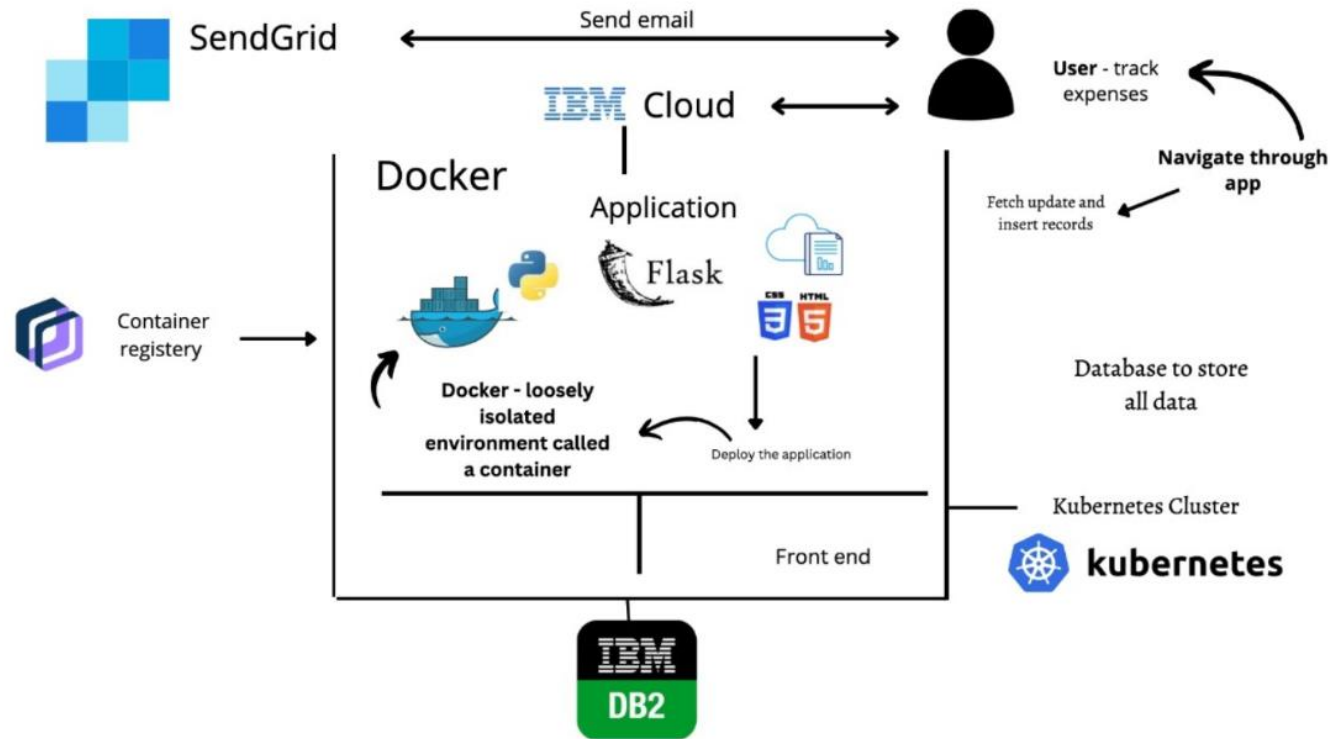 Send email
SendGrid
IBM Cloud
User - track
expenses
Navigate through
app
Fetch update and
insert records
Docker
Application
Flask
CSS
3
HTML
5
Container
registery
Docker - loosely
isolated
environment called
a container
Deploy the application
Database to store
all data
Kubernetes Cluster
kubernetes
Front end
IBM
DB2